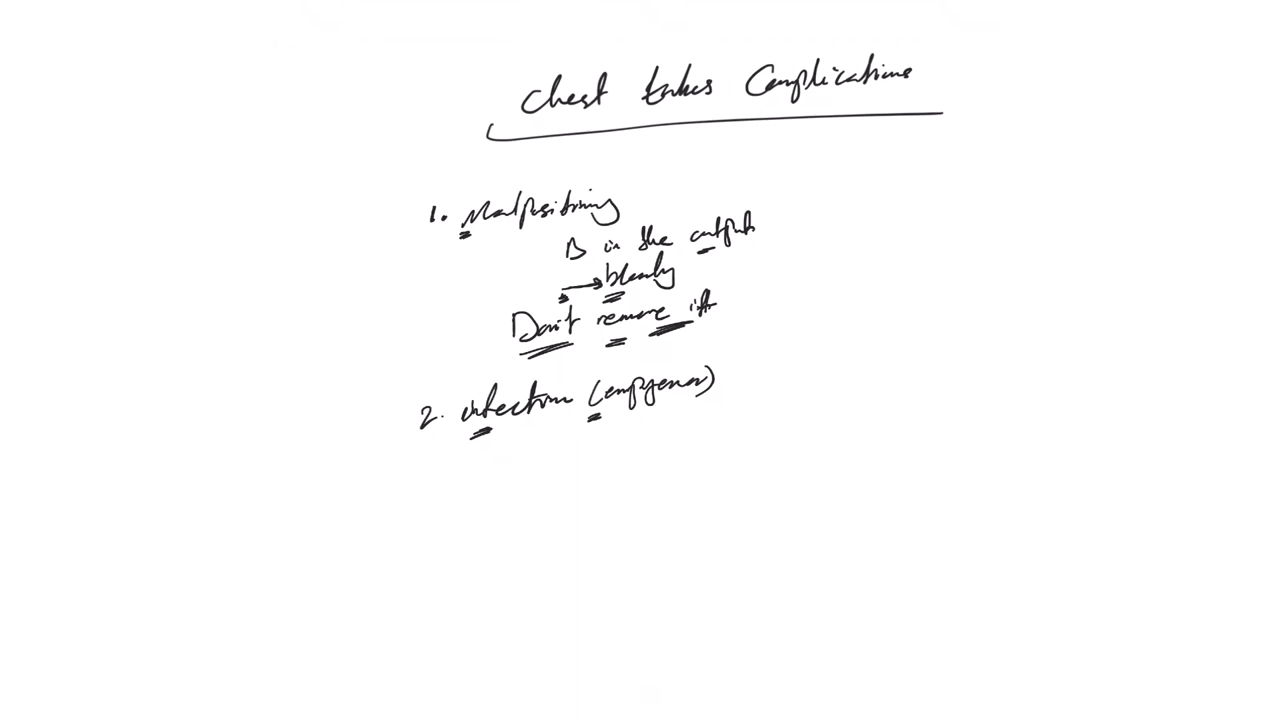 Chest tubes Complications
1. Malpositioning
in the output
→ bloody
Don't remove it
2. infection (empyema)